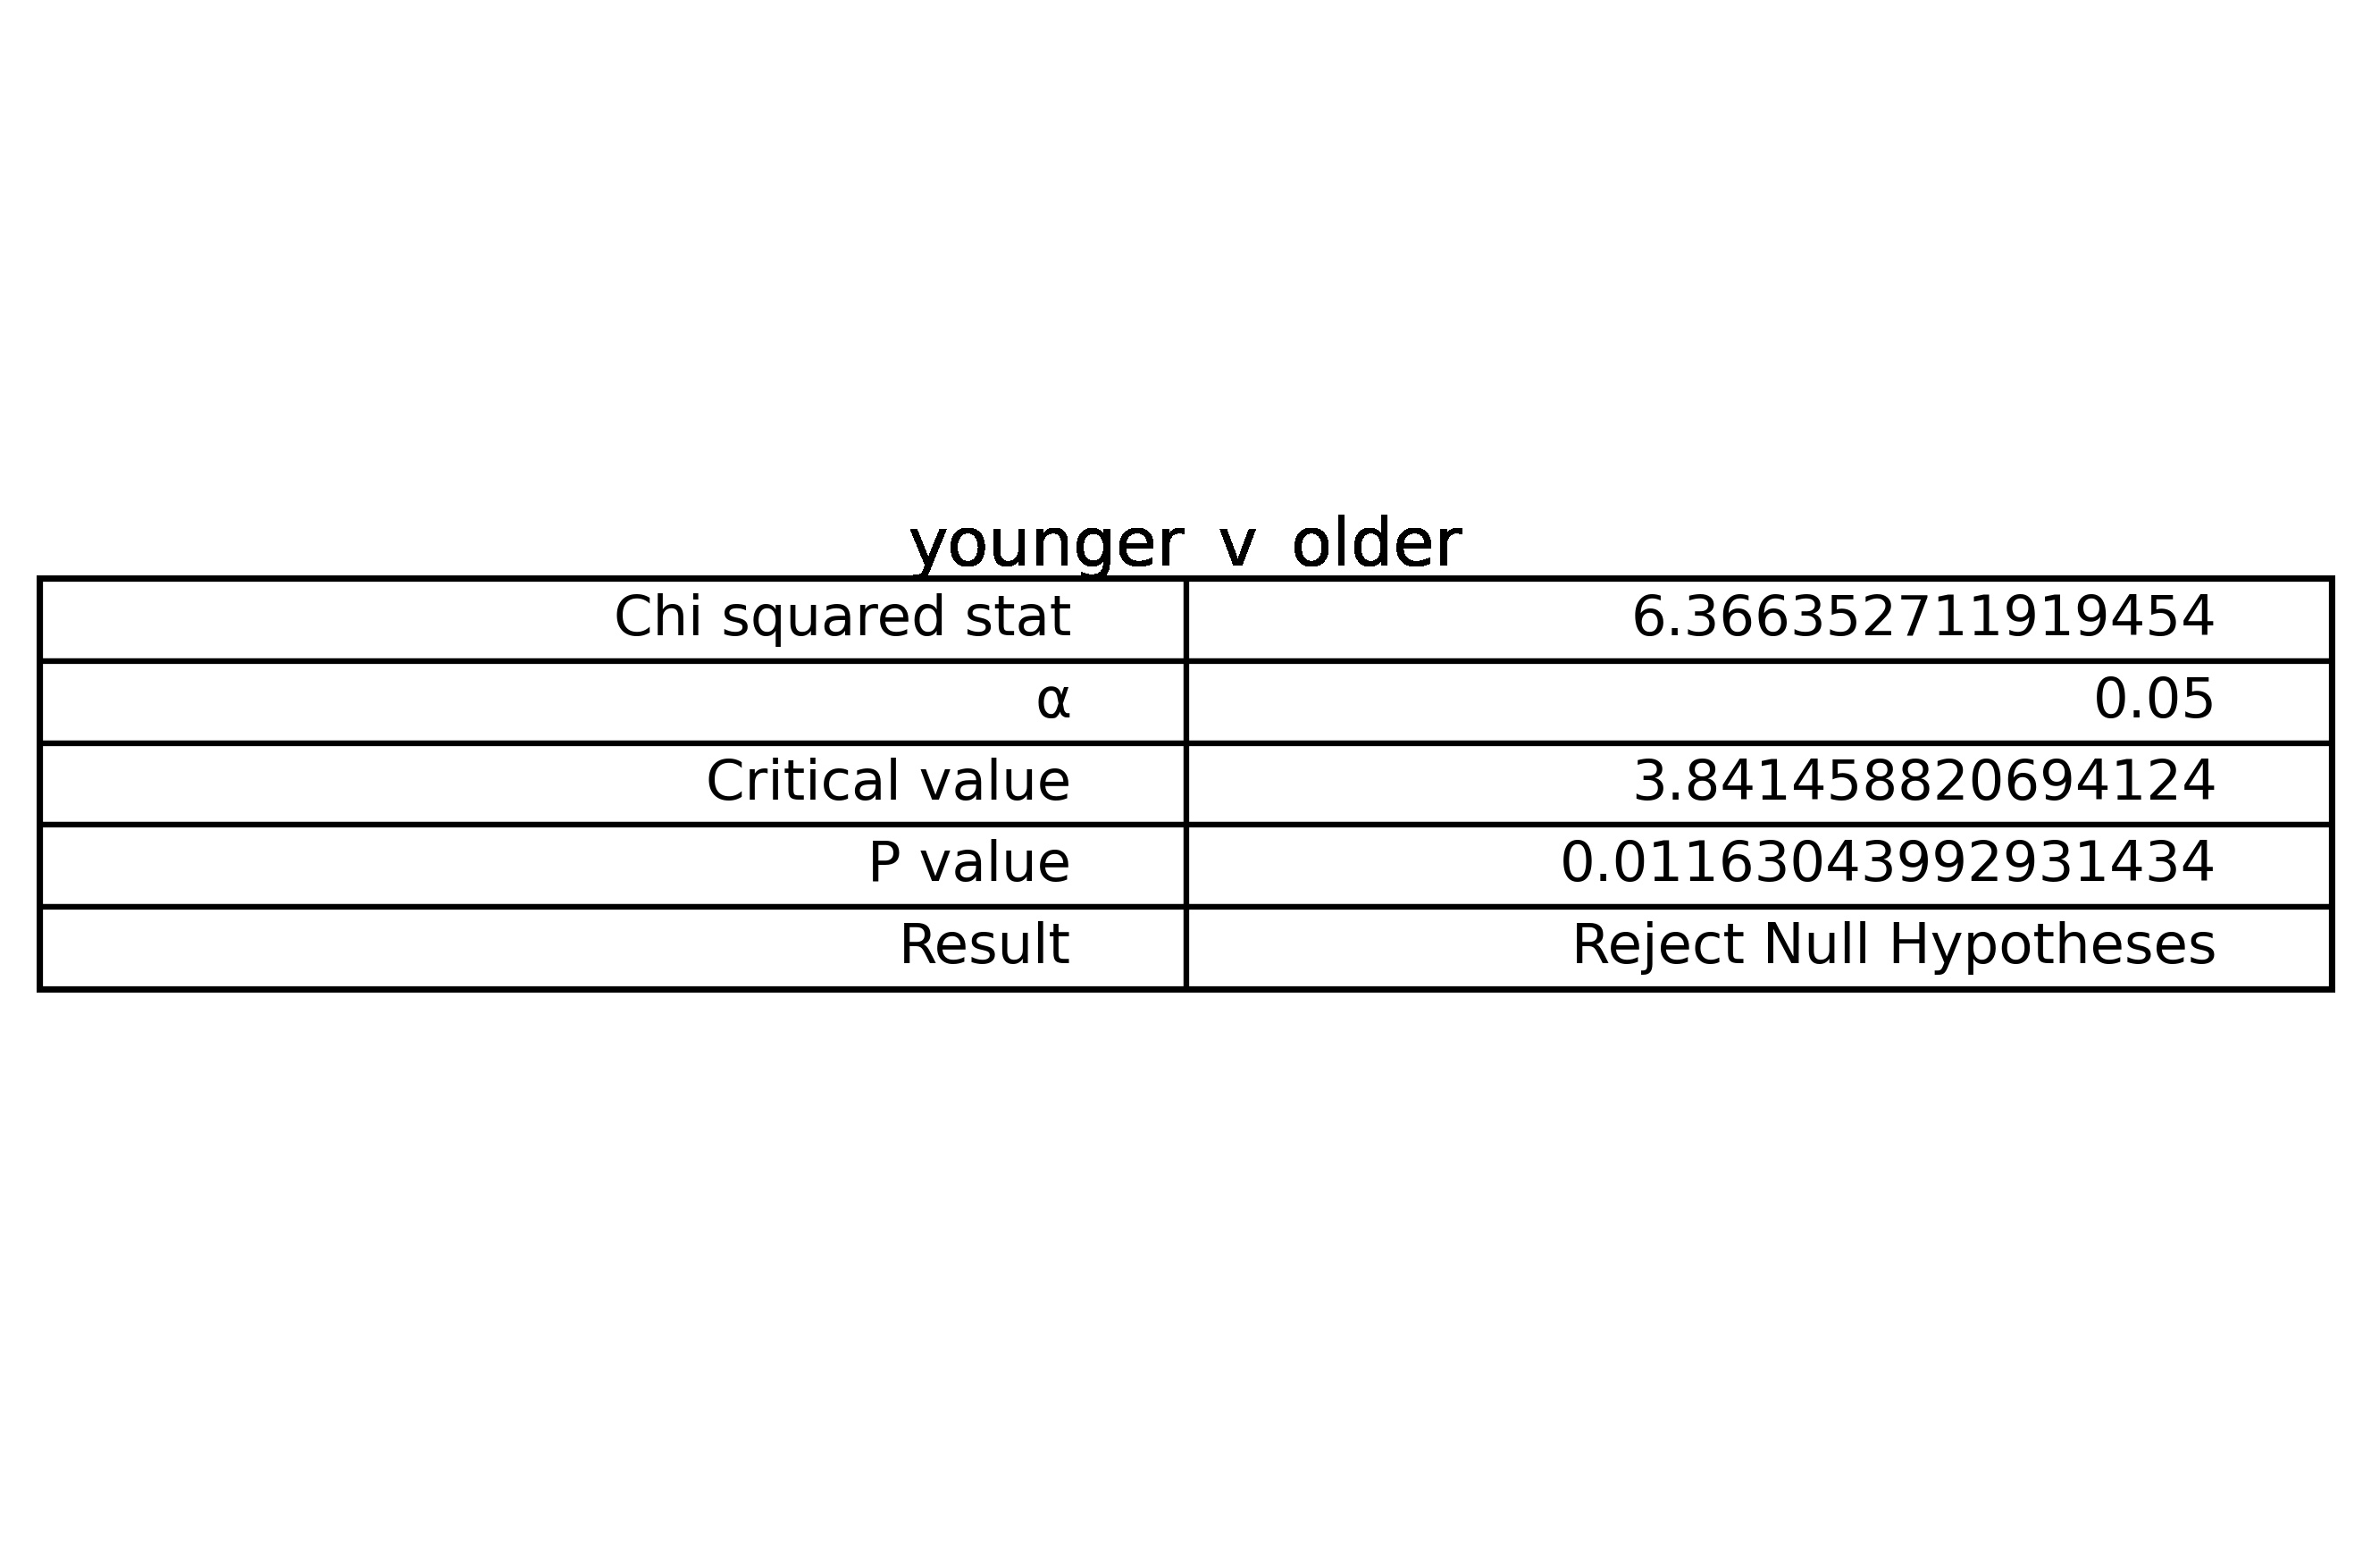 younger v older
Chi squared stat 6.366352711919454
α 0.05
Critical value 3.841458820694124
P value 0.01163043992931434
Result Reject Null Hypotheses